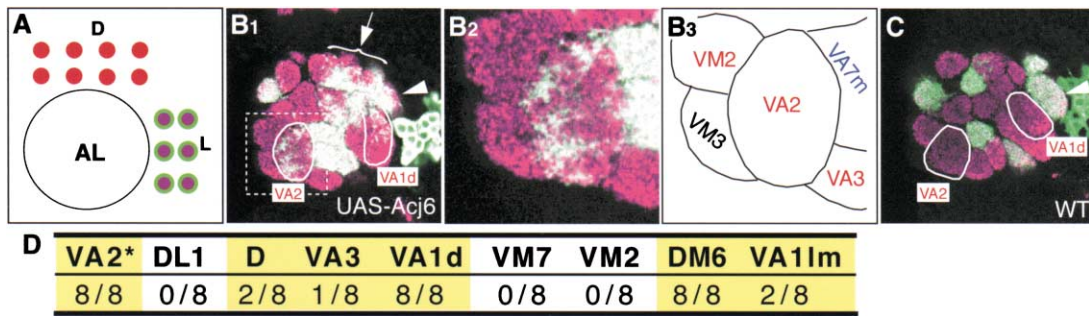 A
D
AL
L
B1
VA2
VA1d
UAS-Acj6
B2
B3
VM2
VA7m
VA2
VM3
VA3
C
VA1d
VA2
WT
D
VA2* DL1 D VA3 VA1d VM7 VM2 DM6 VA1lm
8/8 0/8 2/8 1/8 8/8 0/8 0/8 8/8 2/8